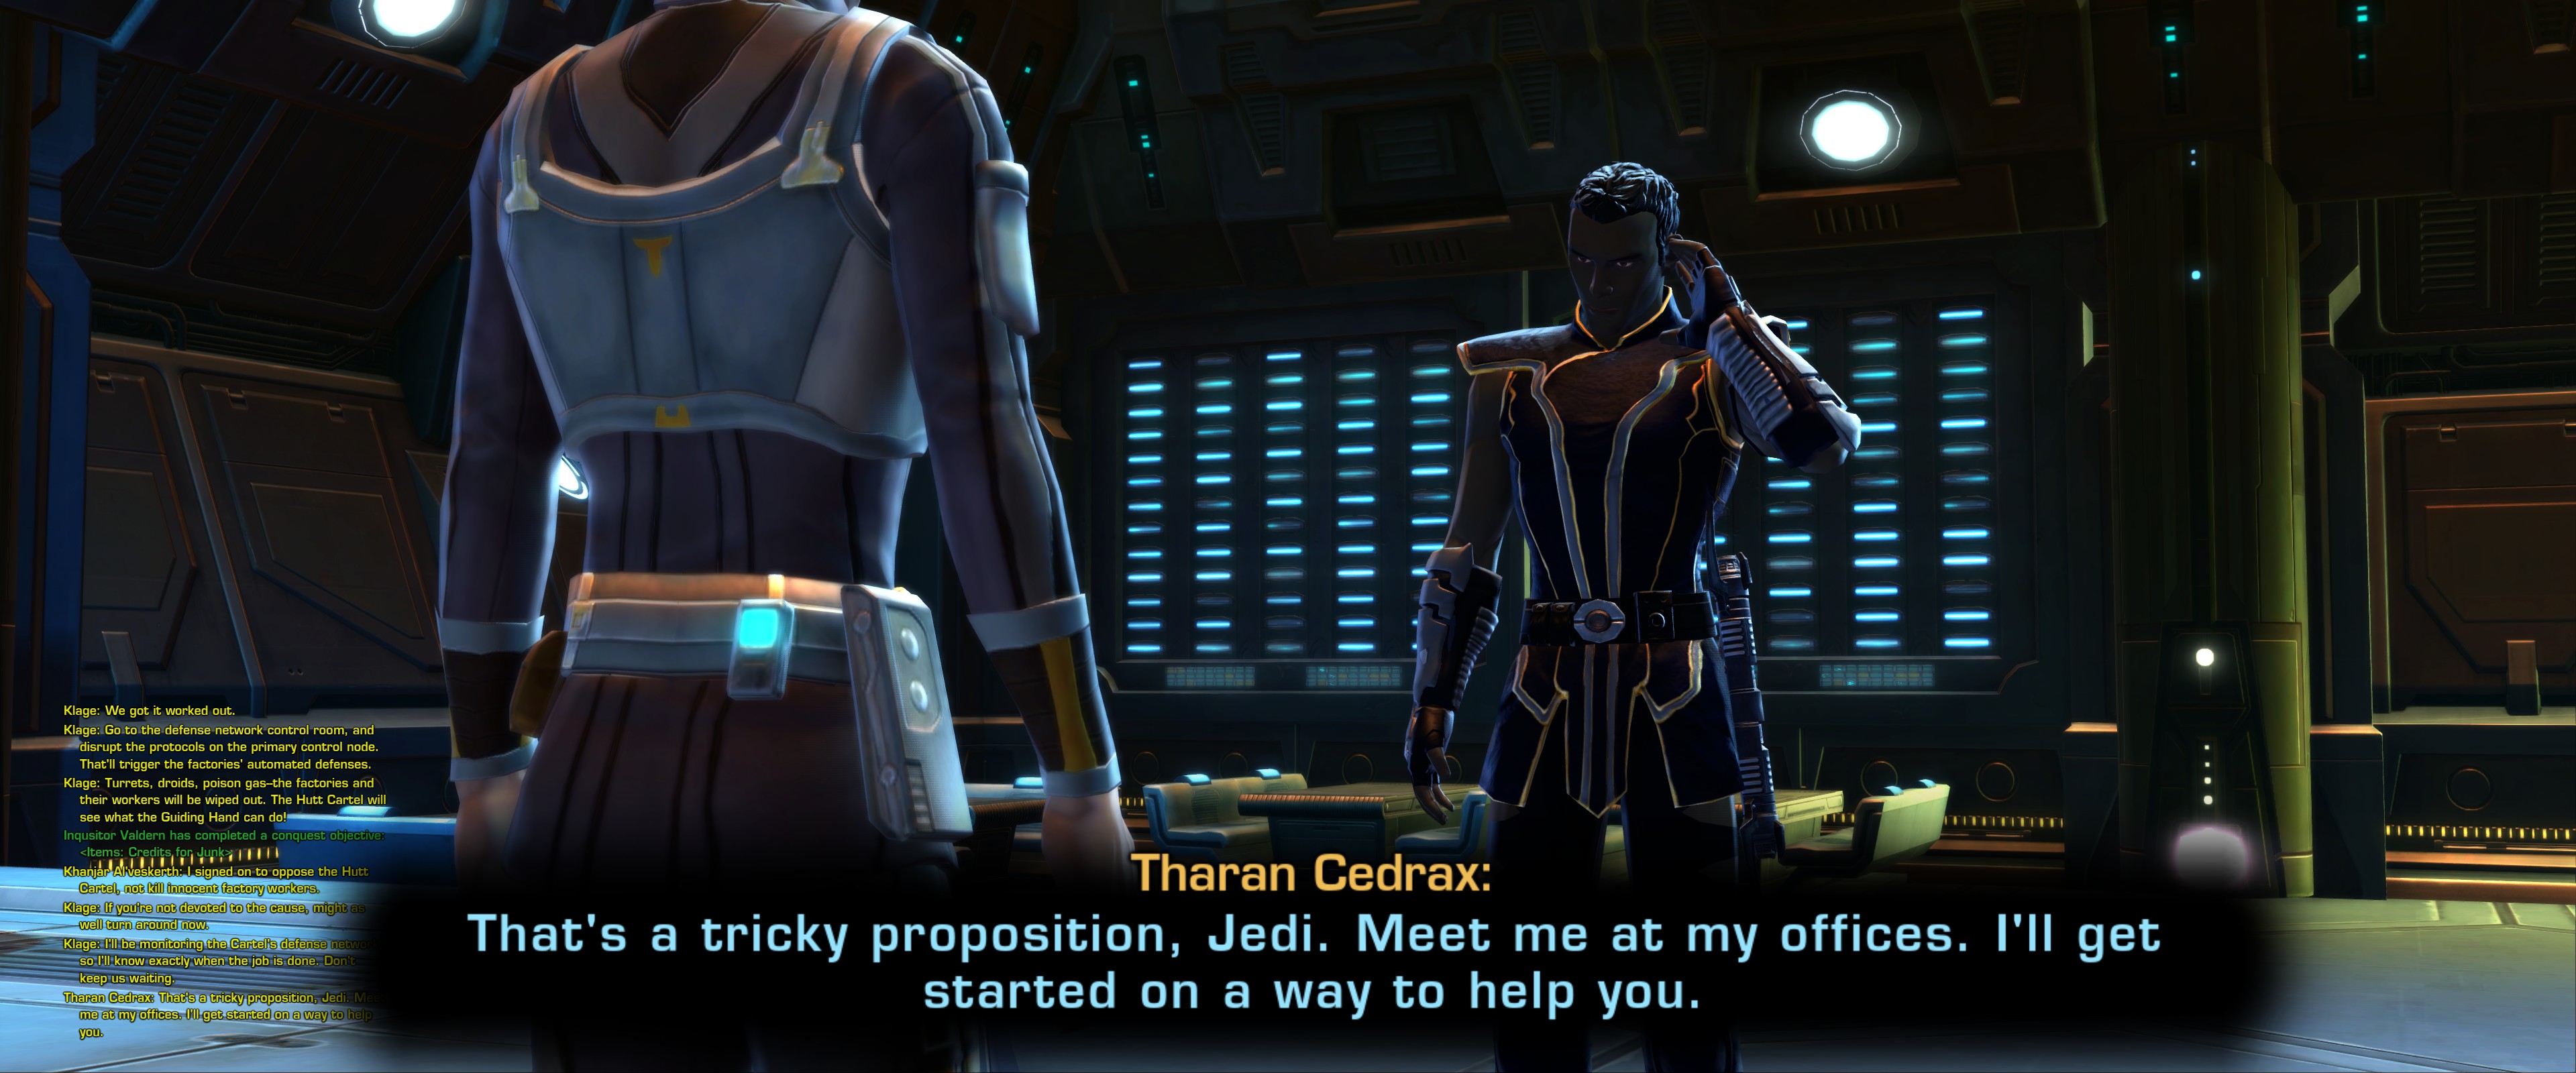 Klage: We got it worked out.
Klage: Go to the defense network control room, and
disrupt the protocols on the primary control node.
That'll trigger the factories' automated defenses.
Klage: Turrets, droids, poison gas–the factories and
their workers will be wiped out. The Hutt Cartel will
see what the Guiding Hand can do!
Inqusitor Valdern has completed a conquest objective:
<Items: Credits for Junk>
Khanjar Al'veskerth: I signed on to oppose the Hutt
Cartel, not kill innocent factory workers.
Klage: If you're not devoted to the cause, might as
well turn around now.
Klage: I'll be monitoring the Cartel's defense
so I'll know exactly when the job is done. Don't
keep us waiting.
Tharan Cedrax: That's a tricky proposition, Jedi.
me at my offices. I'll get started on a way to help
you.
Tharan Cedrax:
That's a tricky proposition, Jedi. Meet me at my offices. I'll get
started on a way to help you.